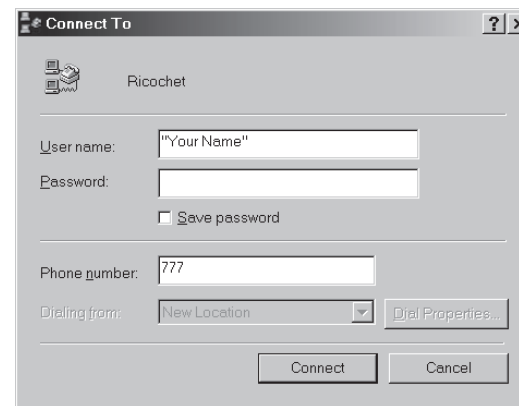 Connect To
Ricochet
User name: "Your Name"
Password:
Save password
Phone number: 777
Dialing from: New Location Dial Properties...
Connect Cancel